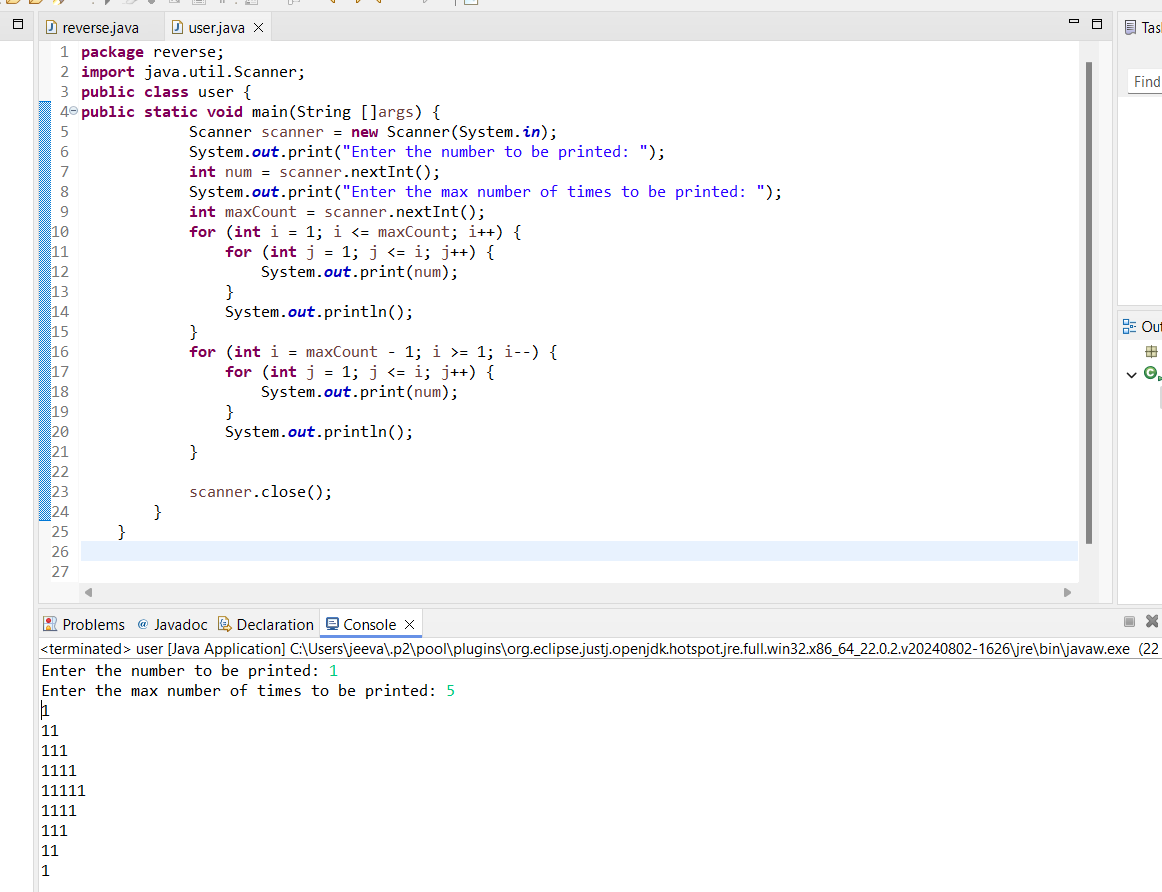 reverse.java user.java
Tas
Find
1 package reverse;
2 import java.util.Scanner;
3 public class user {
4 public static void main(String []args) {
5             Scanner scanner = new Scanner(System.in);
6             System.out.print("Enter the number to be printed: ");
7             int num = scanner.nextInt();
8             System.out.print("Enter the max number of times to be printed: ");
9             int maxCount = scanner.nextInt();
10            for (int i = 1; i <= maxCount; i++) {
11                for (int j = 1; j <= i; j++) {
12                    System.out.print(num);
13                }
14                System.out.println();
15            }
16            for (int i = maxCount - 1; i >= 1; i--) {
17                for (int j = 1; j <= i; j++) {
18                    System.out.print(num);
19                }
20                System.out.println();
21            }
22
23            scanner.close();
24        }
25    }
26
27
Out
Problems @ Javadoc Declaration Console
<terminated> user [Java Application] C:\Users\jeeva\.p2\pool\plugins\org.eclipse.justj.openjdk.hotspot.jre.full.win32.x86_64_22.0.2.v20240802-1626\jre\bin\javaw.exe (22
Enter the number to be printed: 1
Enter the max number of times to be printed: 5
1
11
111
1111
11111
1111
111
11
1